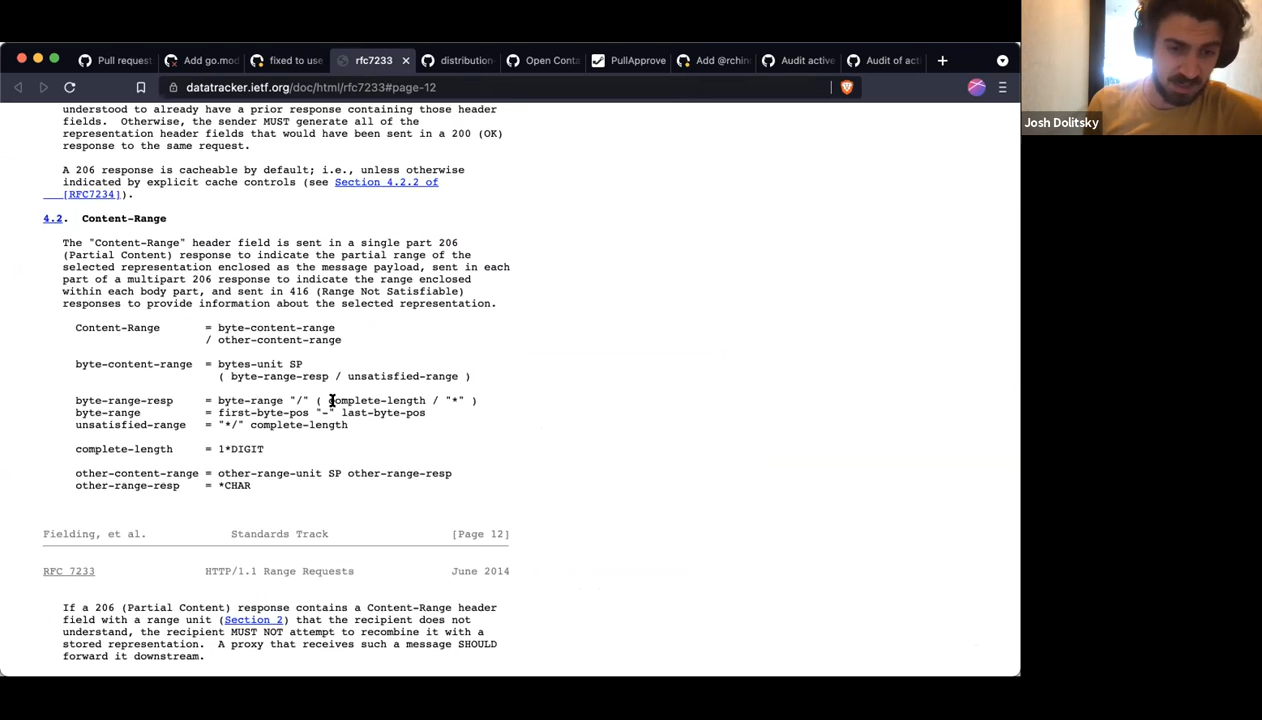 Pull request
Add go.mod
fixed to use
rfc7233
distribution-
Open Conta
PullApprove
Add @rchin
Audit active
Audit of act
datatracker.ietf.org/doc/html/rfc7233#page-12
Josh Dolitsky
understood to already have a prior response containing those header
fields. Otherwise, the sender MUST generate all of the
representation header fields that would have been sent in a 200 (OK)
response to the same request.
A 206 response is cacheable by default; i.e., unless otherwise
indicated by explicit cache controls (see Section 4.2.2 of
[RFC7234]).
4.2. Content-Range
The "Content-Range" header field is sent in a single part 206
(Partial Content) response to indicate the partial range of the
selected representation enclosed as the message payload, sent in each
part of a multipart 206 response to indicate the range enclosed
within each body part, and sent in 416 (Range Not Satisfiable)
responses to provide information about the selected representation.
Content-Range = byte-content-range
/ other-content-range
byte-content-range = bytes-unit SP
( byte-range-resp / unsatisfied-range )
byte-range-resp = byte-range "/" ( complete-length / "*" )
byte-range = first-byte-pos "-" last-byte-pos
unsatisfied-range = "*/" complete-length
complete-length = 1*DIGIT
other-content-range = other-range-unit SP other-range-resp
other-range-resp = *CHAR
Fielding, et al. Standards Track [Page 12]
RFC 7233 HTTP/1.1 Range Requests June 2014
If a 206 (Partial Content) response contains a Content-Range header
field with a range unit (Section 2) that the recipient does not
understand, the recipient MUST NOT attempt to recombine it with a
stored representation. A proxy that receives such a message SHOULD
forward it downstream.